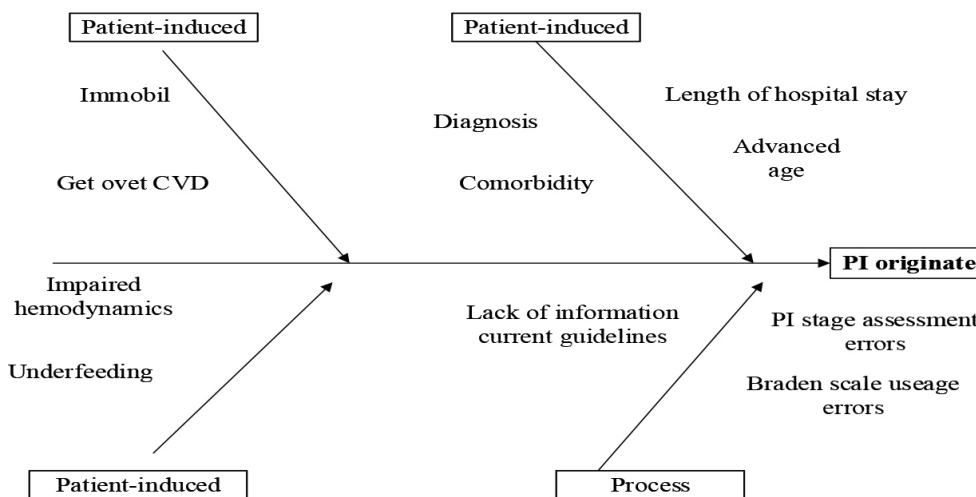 Patient-induced
Patient-induced
Immobil
Length of hospital stay
Diagnosis
Advanced
age
Get ovet CVD
Comorbidity
PI originate
Impaired
hemodynamics
Lack of information
current guidelines
PI stage assessment
errors
Underfeeding
Braden scale useage
errors
Patient-induced
Process